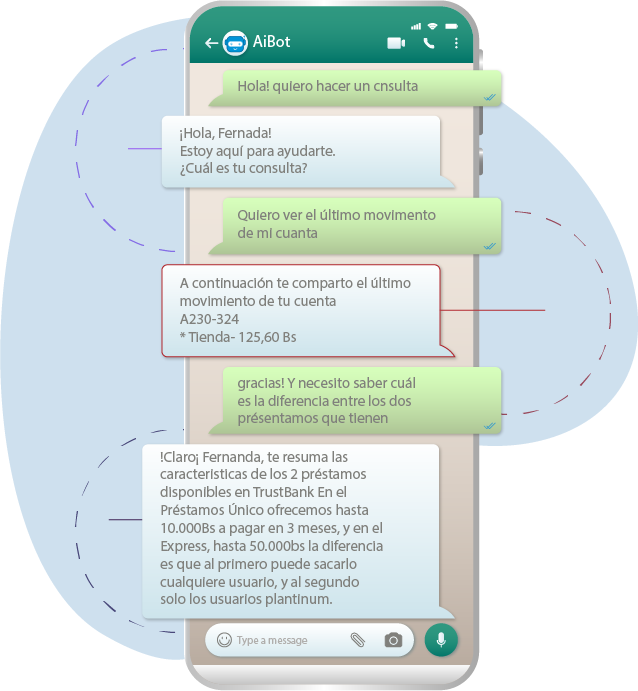 AiBot
Hola! quiero hacer un cnsulta
¡Hola, Fernada!
Estoy aquí para ayudarte.
¿Cuál es tu consulta?
Quiero ver el último movimento
de mi cuanta
A continuación te comparto el último
movimiento de tu cuenta
A230-324
* Tienda- 125,60 Bs
gracias! Y necesito saber cuál
es la diferencia entre los dos
présentamos que tienen
!Claro¡ Fernanda, te resuma las
características de los 2 préstamos
disponibles en TrustBank En el
Préstamos Único ofrecemos hasta
10.000Bs a pagar en 3 meses, y en el
Express, hasta 50.000bs la diferencia
es que al primero puede sacarlo
cualquiere usuario, y al segundo
solo los usuarios plantinum.
Type a message